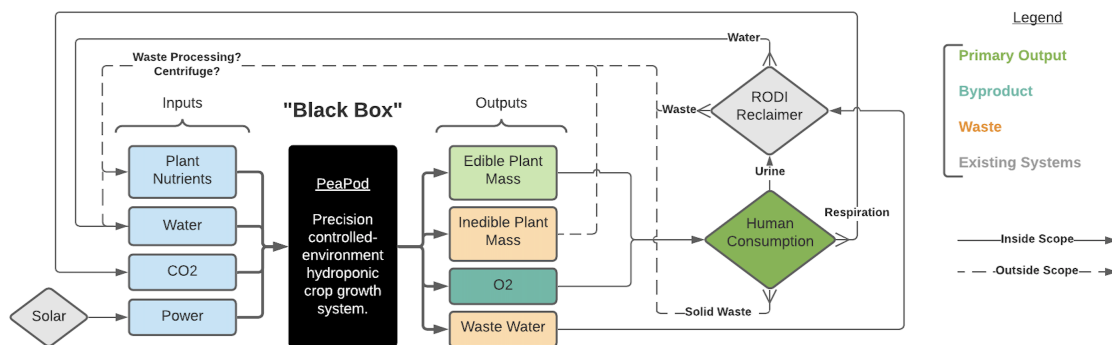 Water
Legend
Waste Processing?
Centrifuge?
Primary Output
Inputs
"Black Box"
Outputs
Waste
RODI
Reclaimer
Byproduct
Waste
Plant
Nutrients
Edible Plant
Mass
Existing Systems
Urine
PeaPod
Precision
controlled-
environment
hydroponic
crop growth
system.
Water
Inedible Plant
Mass
Human
Consumption
Respiration
Inside Scope
CO2
O2
Outside Scope
Solar
Power
Waste Water
Solid Waste